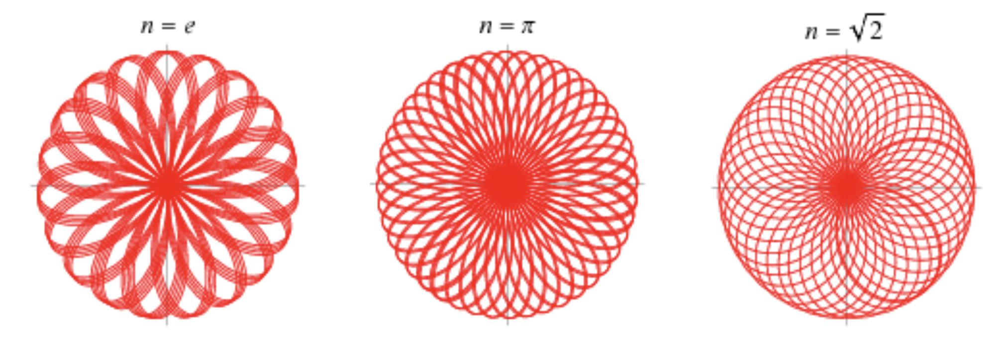 n = e
n = π
n = √2